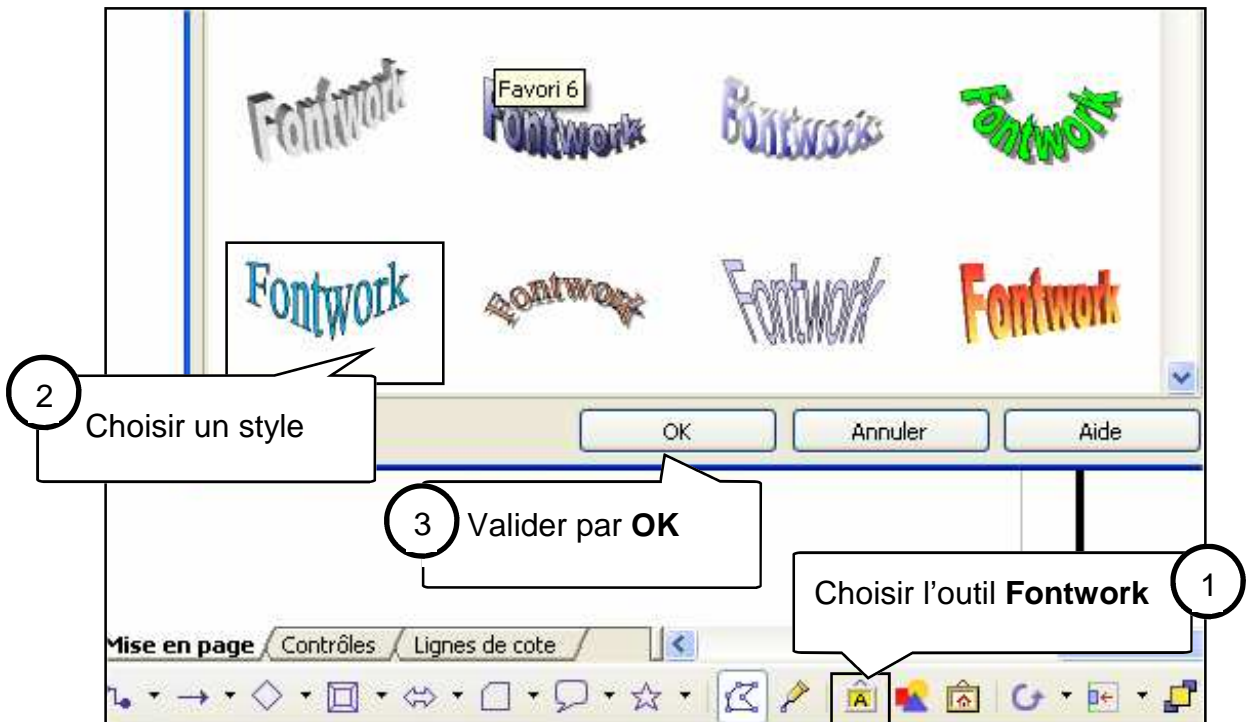 Fontwork
Favori 6
Fontwork
Fontwork
Fontwork
Fontwork
Fontwork
Fontwork
Fontwork
2
Choisir un style
OK
Annuler
Aide
3
Valider par OK
Choisir l’outil Fontwork
1
Mise en page
Contrôles
Lignes de cote
A